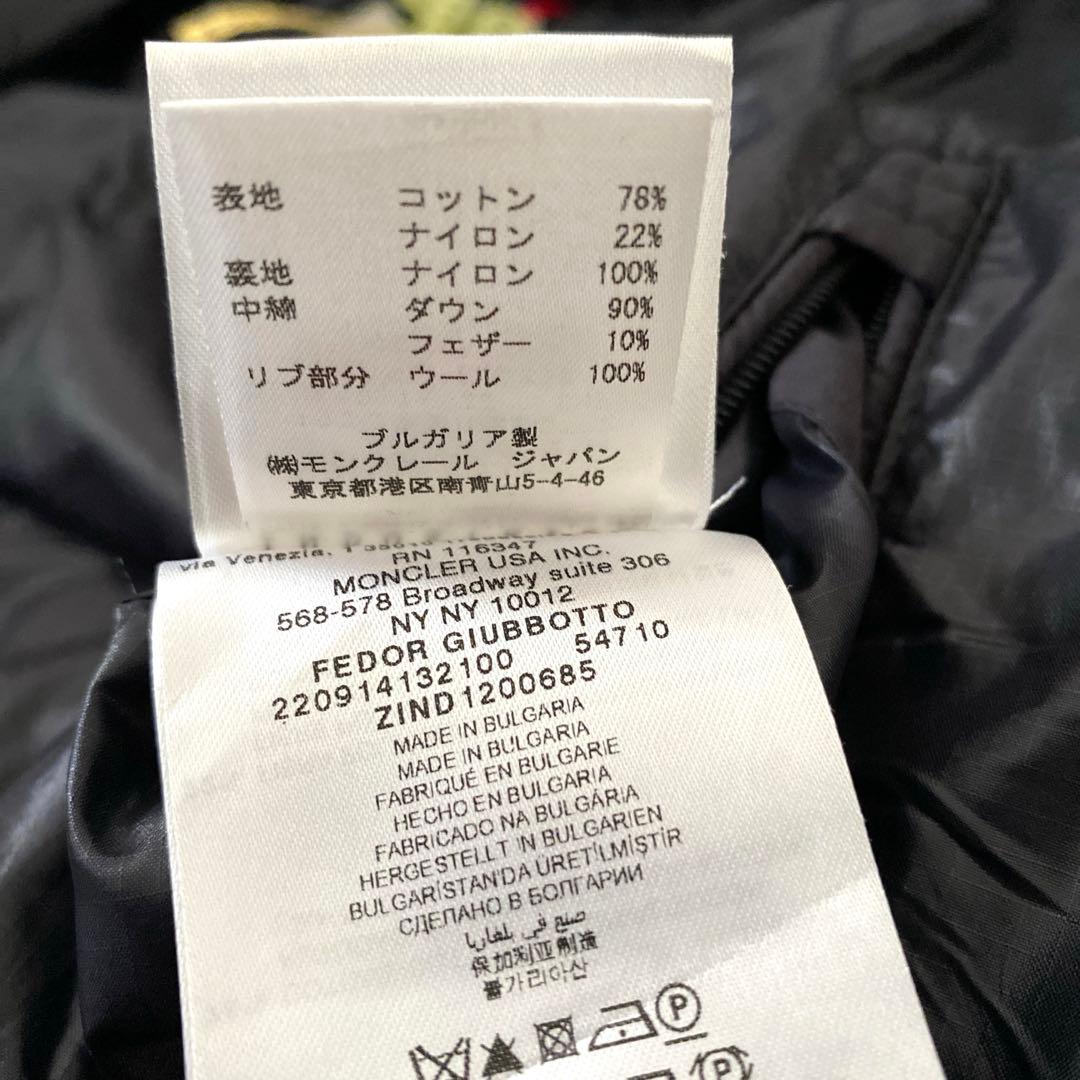 表地 コットン 78%
ナイロン 22%
裏地 ナイロン 100%
中綿 ダウン 90%
フェザー 10%
リブ部分 ウール 100%
ブルガリア製
㈱モンクレール ジャパン
東京都港区南青山5-4-46
via Venezia, 1
RN 116347
MONCLER USA INC.
568-578 Broadway suite 306
NY NY 10012
FEDOR GIUBBOTTO
220914132100 54710
ZIND1200685
MADE IN BULGARIA
MADE IN BULGARIA
FABRIQUÉ EN BULGARIE
HECHO EN BULGARIA
FABRICADO NA BULGÁRIA
HERGESTELLT IN BULGARIEN
BULGARİSTAN'DA ÜRETİLMİŞTİR
СДЕЛАНО В БОЛГАРИИ
صنع في بلغاريا
保加利亚制造
불가리아산
P
P